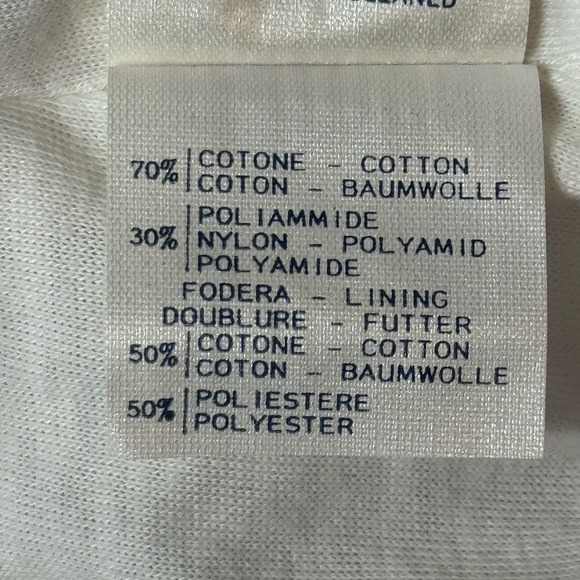 70% COTONE - COTTON
COTON - BAUMWOLLE
30% POLIAMMIDE
NYLON - POLYAMID
POLYAMIDE
FODERA - LINING
DOUBLURE - FUTTER
50% COTONE - COTTON
COTON - BAUMWOLLE
50% POLIESTERE
POLYESTER